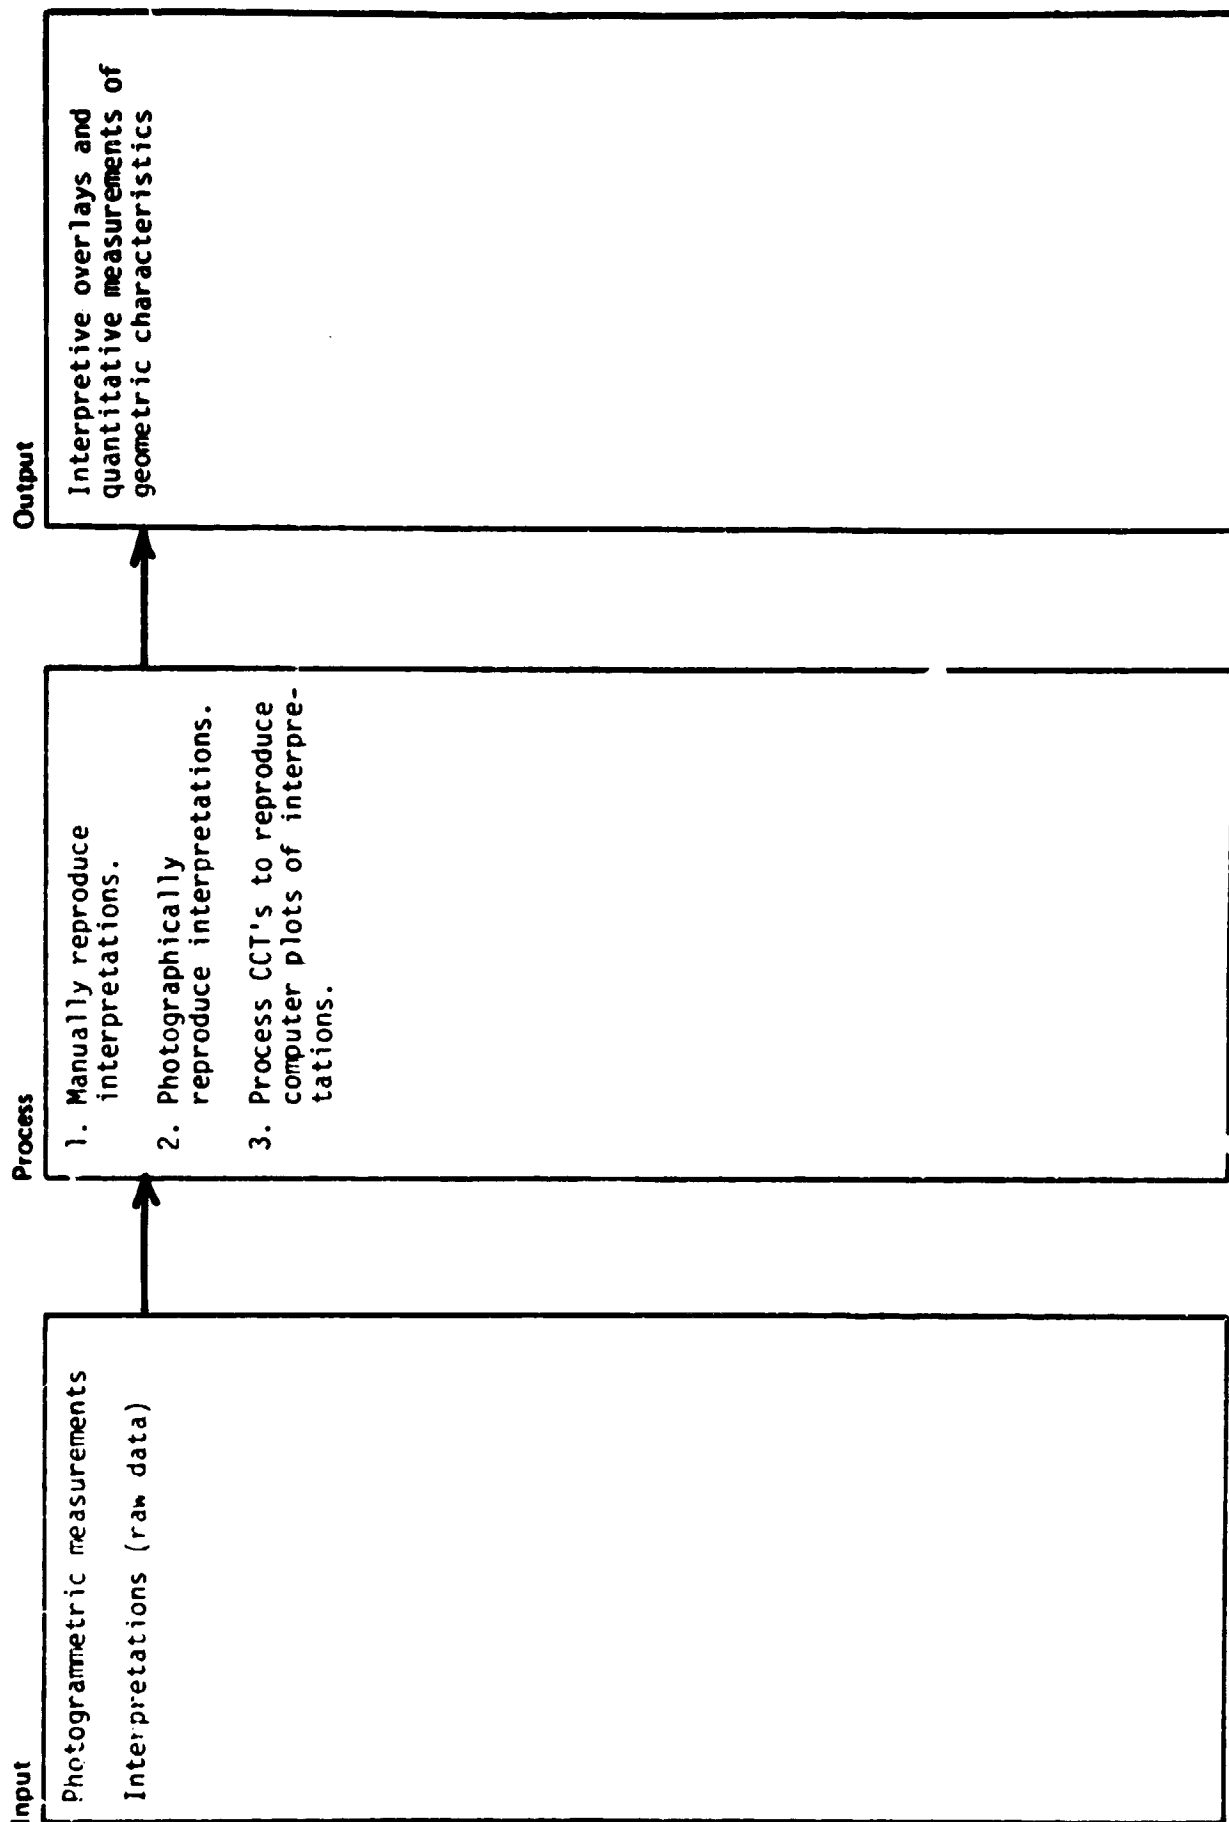 Input
Photogrammetric measurements
Interpretations (raw data)
Process
1. Manually reproduce
interpretations.
2. Photographically
reproduce interpretations.
3. Process CCT's to reproduce
computer plots of interpre-
tations.
Output
Interpretive overlays and
quantitative measurements of
geometric characteristics